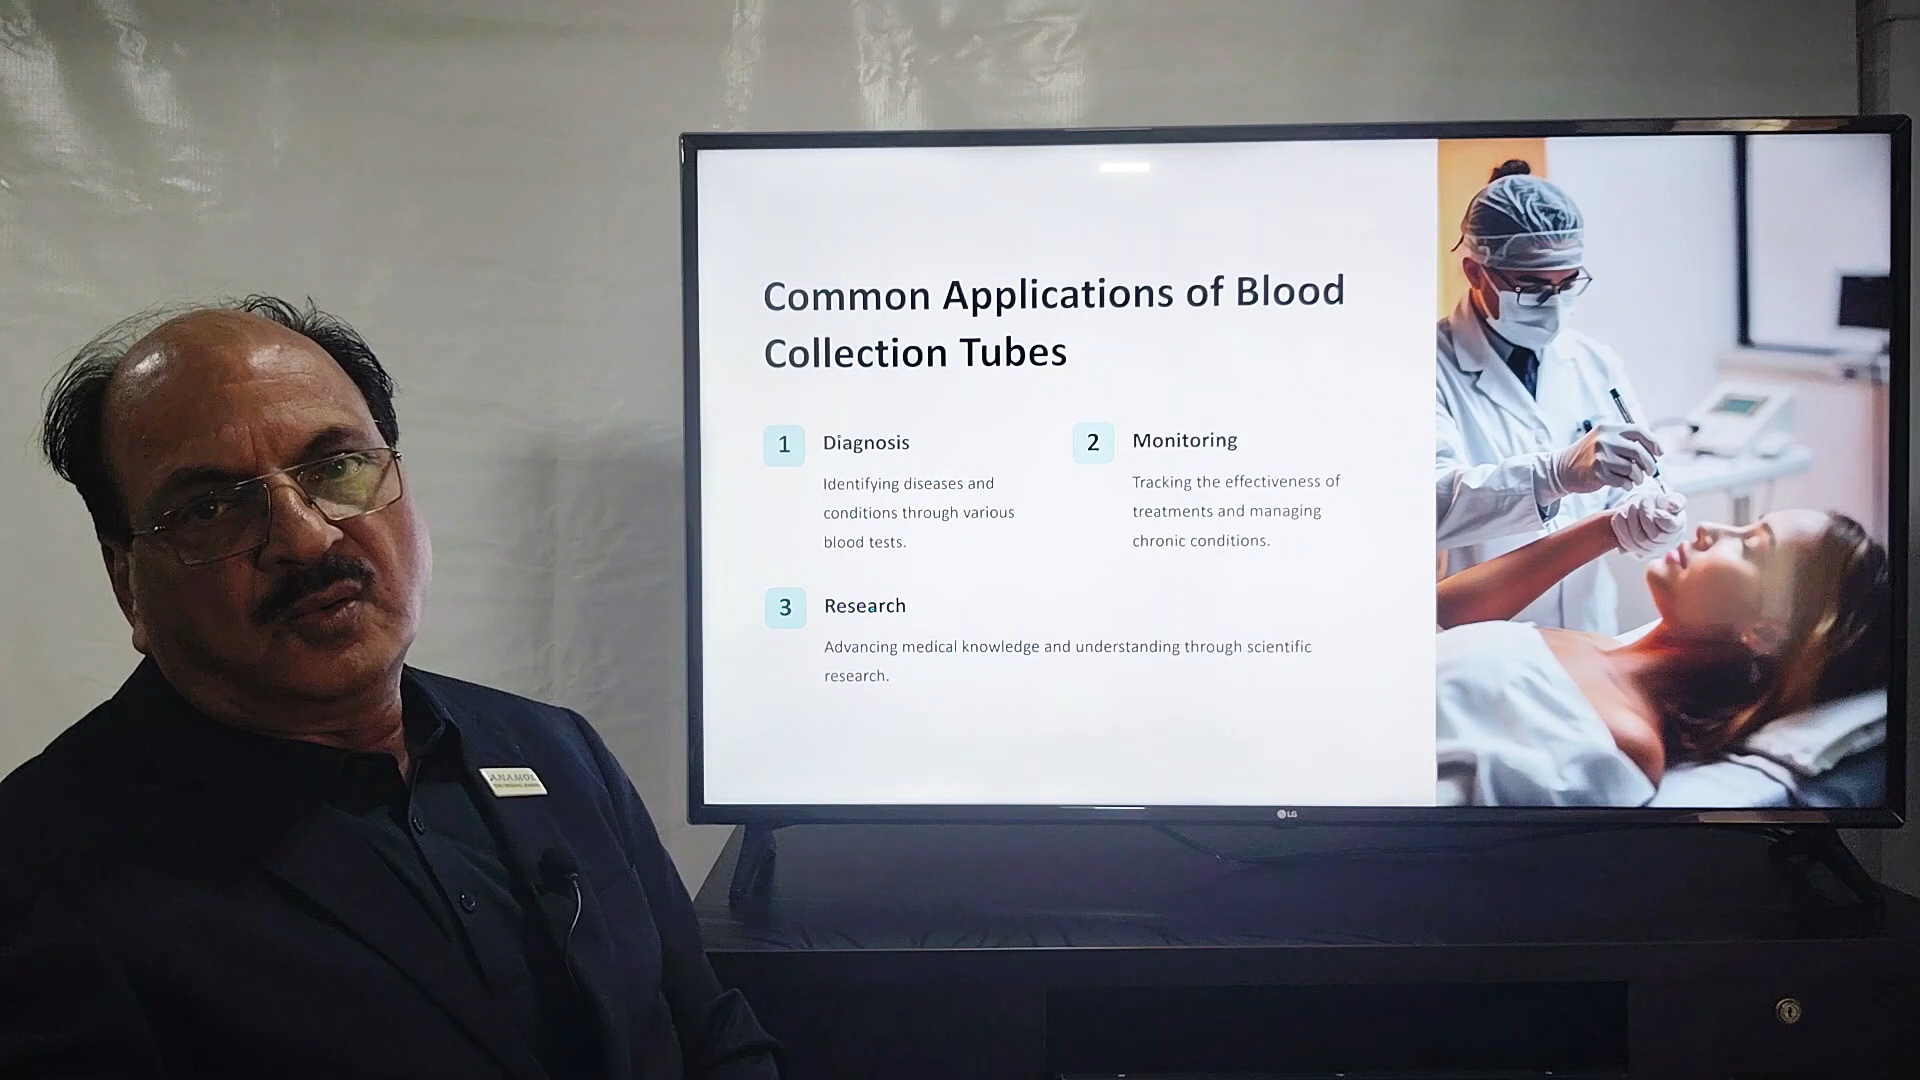 Common Applications of Blood
Collection Tubes
1 Diagnosis
Identifying diseases and
conditions through various
blood tests.
2 Monitoring
Tracking the effectiveness of
treatments and managing
chronic conditions.
3 Research
Advancing medical knowledge and understanding through scientific
research.
LG
ANAMOL